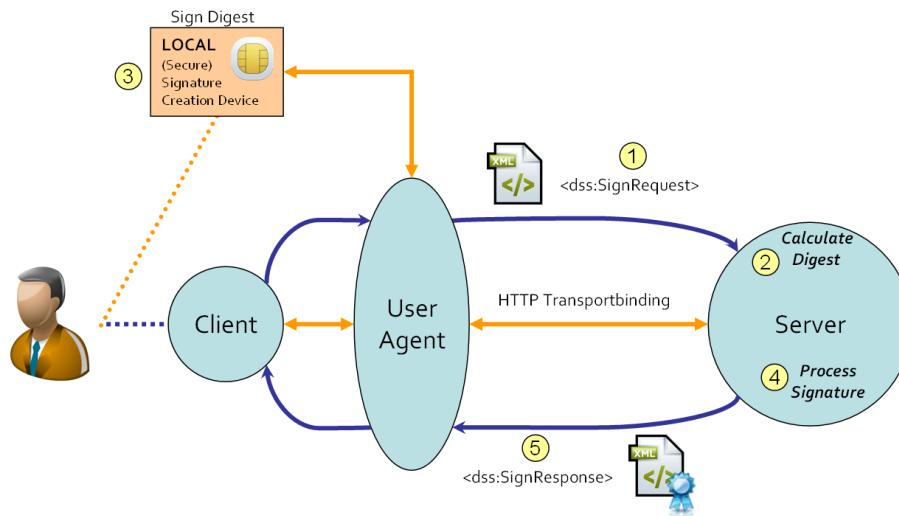 Sign Digest
LOCAL
(Secure)
Signature
Creation Device
3
XML
</>
1
<dss:SignRequest>
2
Calculate
Digest
Client
User
Agent
HTTP Transportbinding
Server
4
Process
Signature
5
<dss:SignResponse>
XML
</>